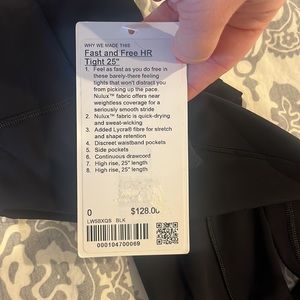 WHY WE MADE THIS
Fast and Free HR
Tight 25"
1. Feel as fast as you do free in
these barely-there feeling
tights that won't distract you
from picking up the pace.
Nulux™ fabric offers near
weightless coverage for a
seriously smooth stride
2. Nulux™ fabric is quick-drying
and sweat-wicking
3. Added Lycra® fibre for stretch
and shape retention
4. Discreet waistband pockets
5. Side pockets
6. Continuous drawcord
7. High rise, 25" length
8. High rise, 25" length
0 $128.00
LW5BXQS BLK
000104700069